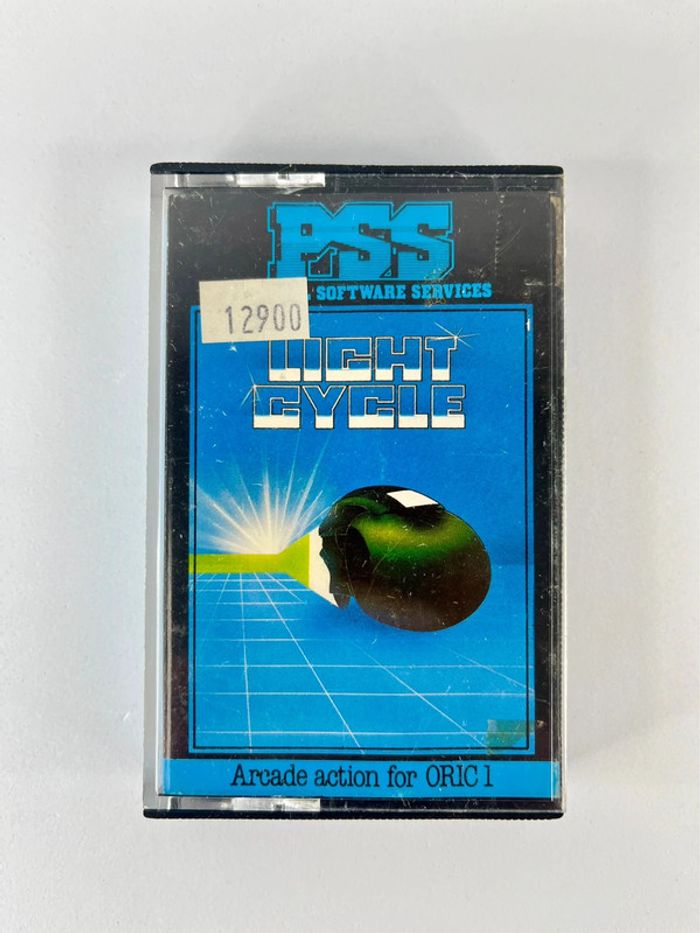 PSS
SOFTWARE SERVICES
12900
LIGHT
CYCLE
Arcade action for ORIC 1